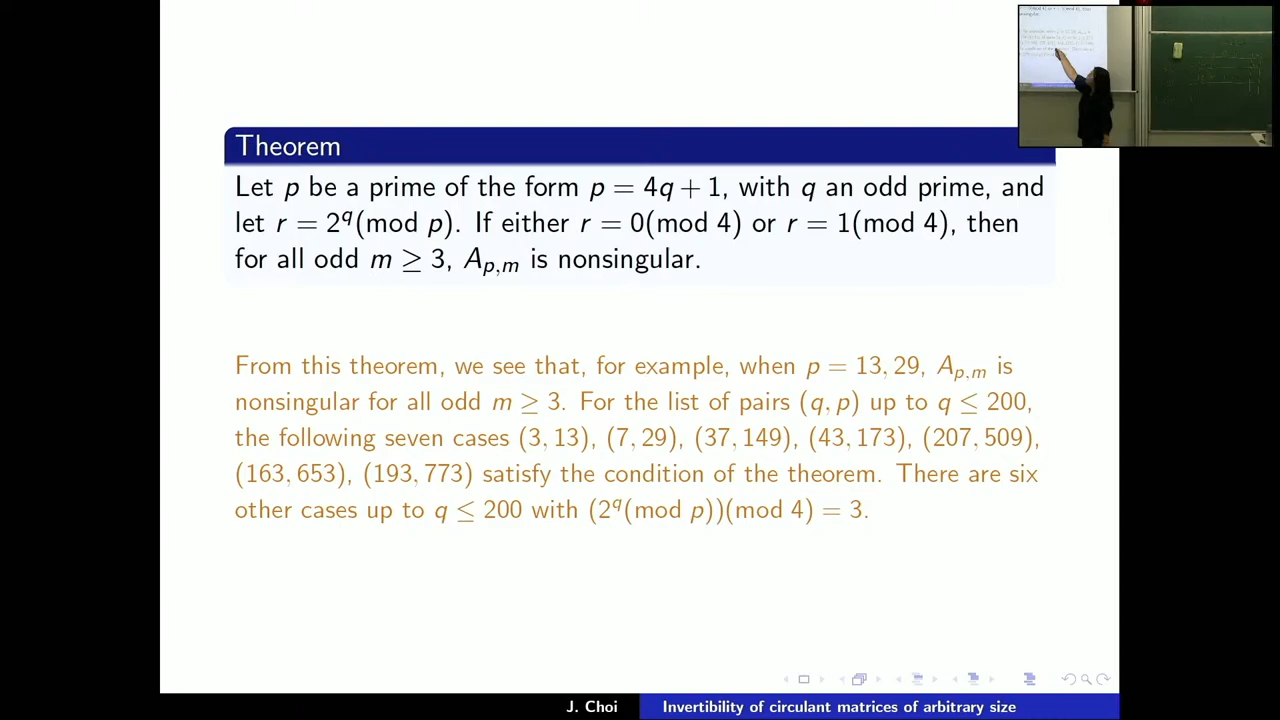 Theorem
Let p be a prime of the form p = 4q + 1, with q an odd prime, and
let r = 2^q(mod p). If either r = 0(mod 4) or r = 1(mod 4), then
for all odd m ≥ 3, A_{p,m} is nonsingular.
From this theorem, we see that, for example, when p = 13, 29, A_{p,m} is
nonsingular for all odd m ≥ 3. For the list of pairs (q, p) up to q ≤ 200,
the following seven cases (3, 13), (7, 29), (37, 149), (43, 173), (207, 509),
(163, 653), (193, 773) satisfy the condition of the theorem. There are six
other cases up to q ≤ 200 with (2^q(mod p))(mod 4) = 3.
J. Choi
Invertibility of circulant matrices of arbitrary size